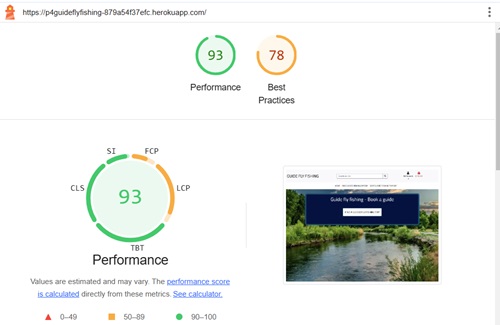 https://p4guideflyfishing-879a54f37efc.herokuapp.com/
93
78
Performance
Best
Practices
SI
FCP
CLS
LCP
93
TBT
Performance
Values are estimated and may vary. The performance score
is calculated directly from these metrics. See calculator.
0–49
50–89
90–100
GUIDE FLY FISHING
Guide fly fishing - Book a guide